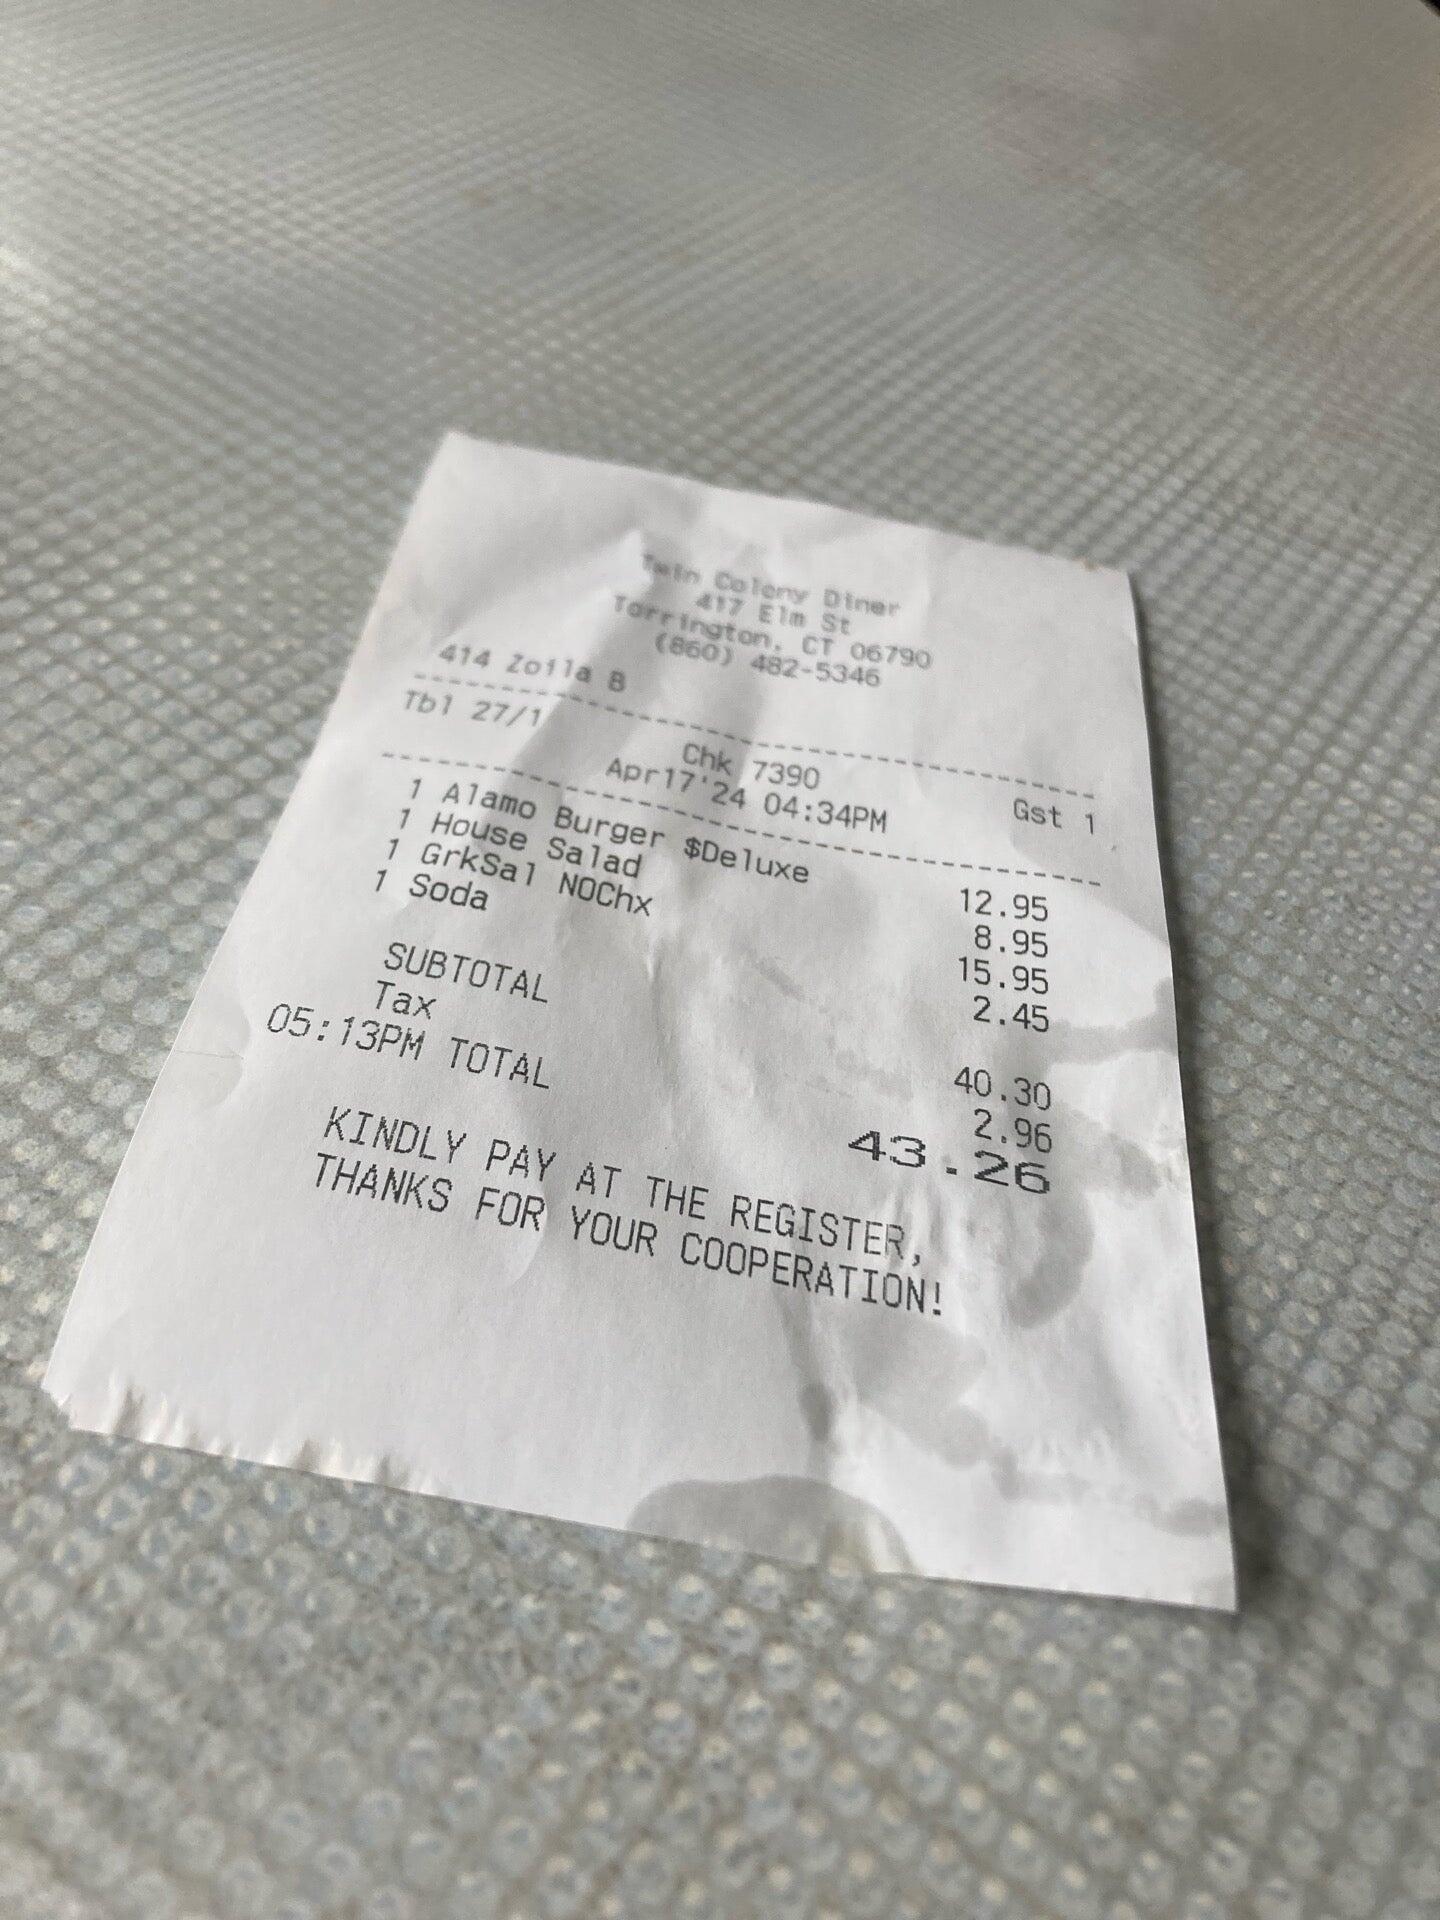 Twin Colony Diner
417 Elm St
Torrington, CT 06790
(860) 482-5346
414 Zoila B
Tbl 27/1 Chk 7390 Gst 1
Apr17'24 04:34PM
1 Alamo Burger $Deluxe 12.95
1 House Salad 8.95
1 GrkSal NOChx 15.95
1 Soda 2.45
SUBTOTAL 40.30
Tax 2.96
05:13PM TOTAL 43.26
KINDLY PAY AT THE REGISTER,
THANKS FOR YOUR COOPERATION!